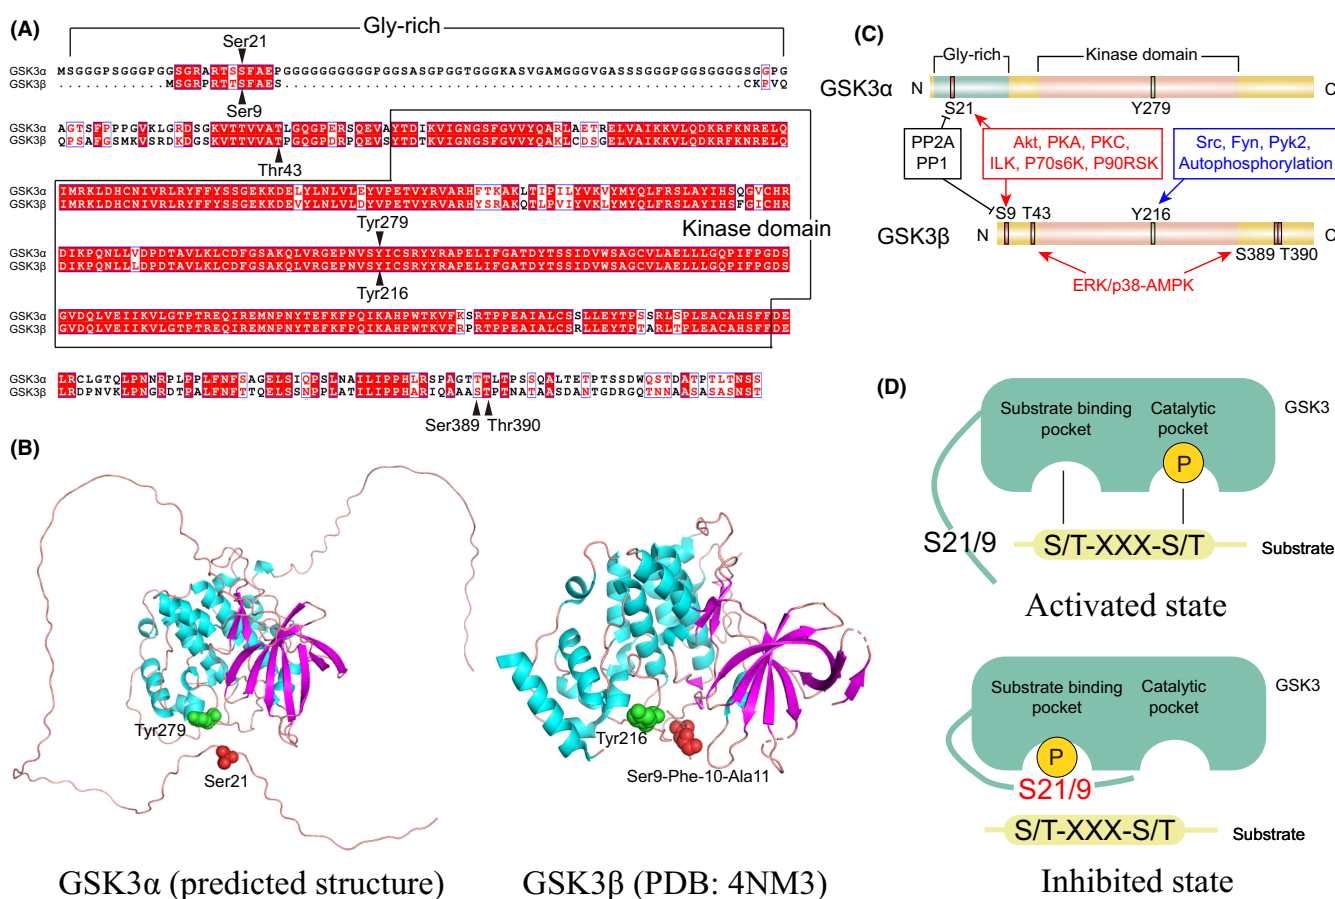 (A)
Gly-rich
Ser21
GSK3α MSGGGPSGGGPGGSGRARTSSFAEPGGGGGGGGGGPGGSASGPGGTGGGKASVGAMGGGVGASSSGGGPGGSGGGGSGGPG
GSK3β .............MSGRPRTTSFAES............................................CKPVQ
Ser9
GSK3α AGTSFPPPGVKLGRDSGKVTTVVATLGQGPERSQEVAYTDIKVIGNGSFGVVYQARLAETRELVAIKKVLQDKRFKNRELQ
GSK3β QPSAFGSMKVSRDKDGSKVTTVVATPGQGPDRPQEVSYTDTKVIGNGSFGVVYQAKLCDSGELVAIKKVLQDKRFKNRELQ
Thr43
GSK3α IMRKLDHCNIVRLRYFFYSSGEKKDELYLNLVLEYVPETVYRVARHFTKAKLTIPILYVKVYMYQLFRSLAYIHSQGVCHR
GSK3β IMRKLDHCNIVRLRYFFYSSGEKKDEVYLNLVLDYVPETVYRVARHYSRAKQTLPVIYVKLYMYQLFRSLAYIHSFGICHR
Tyr279
Kinase domain
GSK3α DIKPQNLLVDPDTAVLKLCDFGSAKQLVRGEPNVSYICSRYYRAPELIFGATDYTSSIDVWSAGCVLAELLLGQPIFPGDS
GSK3β DIKPQNLLLDPDTAVLKLCDFGSAKQLVRGEPNVSYICSRYYRAPELIFGATDYTSSIDVWSAGCVLAELLLGQPIFPGDS
Tyr216
GSK3α GVDQLVEIIKVLGTPTREQIREMNPNYTEFKFPQIKAHPWTKVFKSRTPPEAIALCSSLLEYTPSSRLSPLEACAHSFFDE
GSK3β GVDQLVEIIKVLGTPTREQIREMNPNYTEFKFPQIKAHPWTKVFRPRTPPEAIALCSRLLEYTPTARLTPLEACAHSFFDE
GSK3α LRCLGTQLPNNRPLPPLFNFSAGELSIQPSLNAILIPPHLRSPAGTTTLTPSSQALTETPTSSDWQSTDATPTLTNSS
GSK3β LRDPNVKLPNGRDTPALFNFTTQELSSNPPLATILIPPHARIQAAASTPTNATAASDANTGDRGQTNNAASASASNST
Ser389 Thr390
(B)
Tyr279
Ser21
GSK3α (predicted structure)
Tyr216
Ser9-Phe-10-Ala11
GSK3β (PDB: 4NM3)
(C)
Gly-rich Kinase domain
GSK3α N C
S21 Y279
PP2A
PP1
Akt, PKA, PKC,
ILK, P70s6K, P90RSK
Src, Fyn, Pyk2,
Autophosphorylation
S9 T43 Y216
GSK3β N C
S389 T390
ERK/p38-AMPK
(D)
Substrate binding
pocket
Catalytic
pocket
GSK3
P
S21/9
S/T-XXX-S/T
Substrate
Activated state
Substrate binding
pocket
Catalytic
pocket
GSK3
P
S21/9
S/T-XXX-S/T
Substrate
Inhibited state